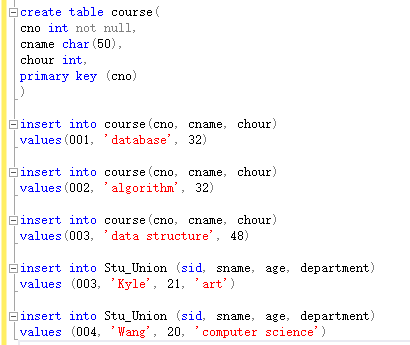 create table course(
cno int not null,
cname char(50),
chour int,
primary key (cno)
)
insert into course(cno, cname, chour)
values(001, 'database', 32)
insert into course(cno, cname, chour)
values(002, 'algorithm', 32)
insert into course(cno, cname, chour)
values(003, 'data structure', 48)
insert into Stu_Union (sid, sname, age, department)
values (003, 'Kyle', 21, 'art')
insert into Stu_Union (sid, sname, age, department)
values (004, 'Wang', 20, 'computer science')